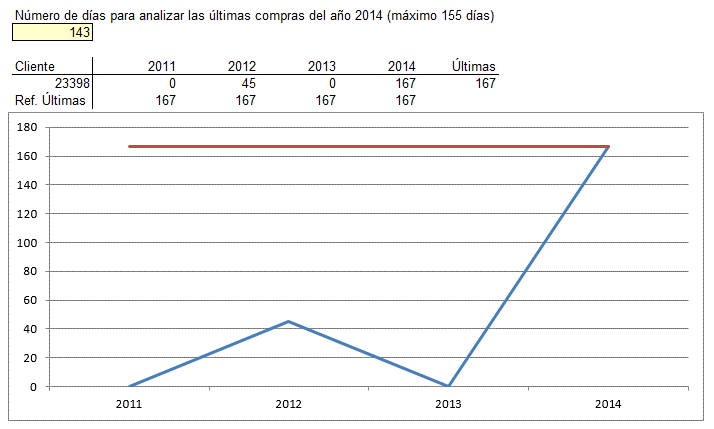 Número de días para analizar las últimas compras del año 2014 (máximo 155 días)
143
Cliente 2011 2012 2013 2014 Últimas
23398 0 45 0 167 167
Ref. Últimas 167 167 167 167
180
160
140
120
100
80
60
40
20
0
2011 2012 2013 2014